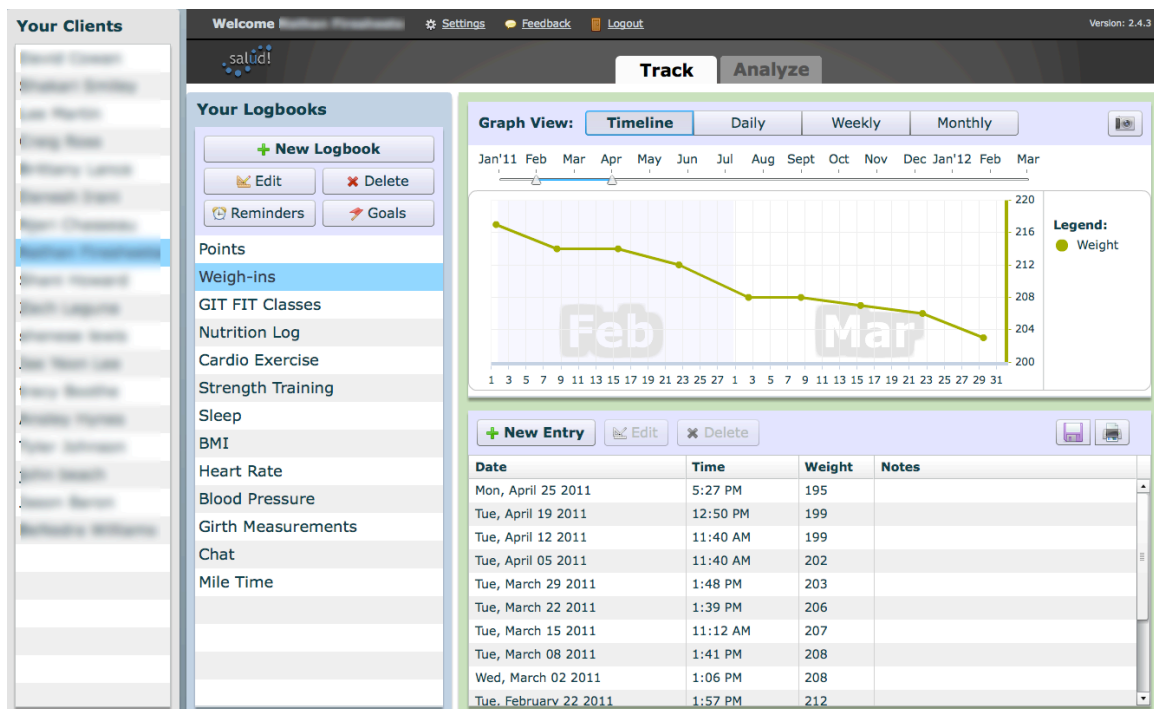 Your Clients
Welcome
Settings
Feedback
Logout
Version: 2.4.3
salud!
Track
Analyze
Your Logbooks
New Logbook
Edit
Delete
Reminders
Goals
Points
Weigh-ins
GIT FIT Classes
Nutrition Log
Cardio Exercise
Strength Training
Sleep
BMI
Heart Rate
Blood Pressure
Girth Measurements
Chat
Mile Time
Graph View: Timeline Daily Weekly Monthly
Jan'11 Feb Mar Apr May Jun Jul Aug Sept Oct Nov Dec Jan'12 Feb Mar
220
216
212
208
204
200
Legend:
Weight
Feb Mar
1 3 5 7 9 11 13 15 17 19 21 23 25 27 1 3 5 7 9 11 13 15 17 19 21 23 25 27 29 31
New Entry Edit Delete
Date Time Weight Notes
Mon, April 25 2011 5:27 PM 195
Tue, April 19 2011 12:50 PM 199
Tue, April 12 2011 11:40 AM 199
Tue, April 05 2011 11:40 AM 202
Tue, March 29 2011 1:48 PM 203
Tue, March 22 2011 1:39 PM 206
Tue, March 15 2011 11:12 AM 207
Tue, March 08 2011 1:41 PM 208
Wed, March 02 2011 1:06 PM 208
Tue, February 22 2011 1:57 PM 212